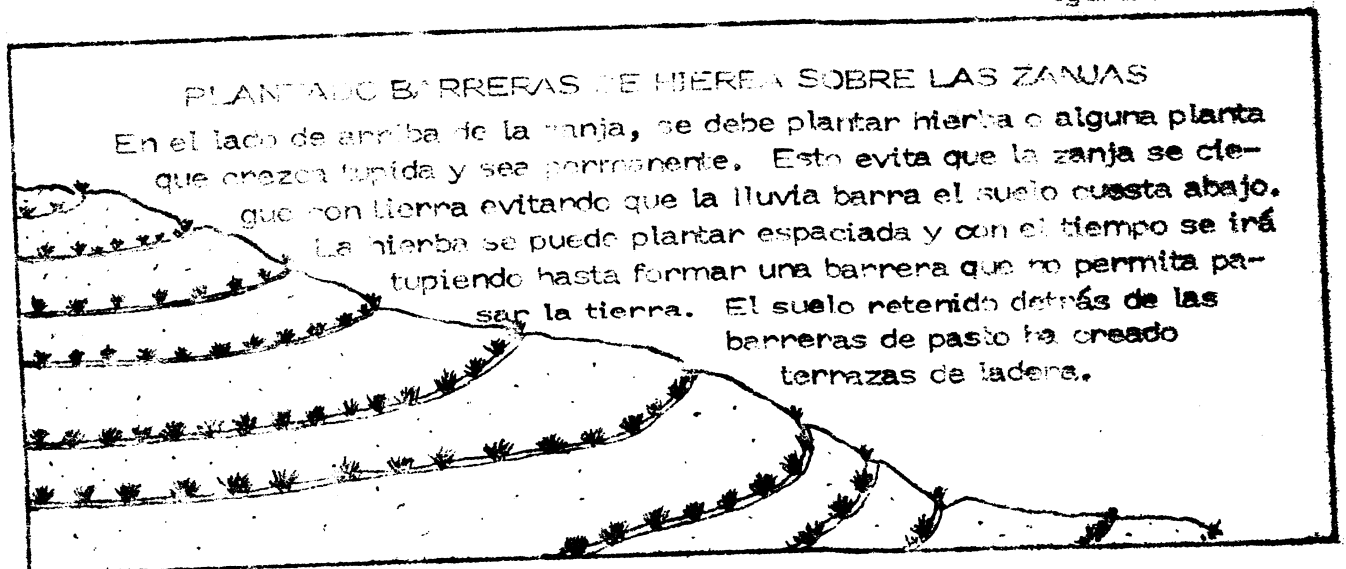 PLANTADO BARRERAS DE HIERBA SOBRE LAS ZANJAS
En el lado de arriba de la zanja, se debe plantar hierba o alguna planta
que crezca tupida y sea permanente. Esto evita que la zanja se cie-
gue con tierra evitando que la lluvia barra el suelo cuesta abajo.
La hierba se puede plantar espaciada y con el tiempo se irá
tupiendo hasta formar una barrera que no permita pa-
sar la tierra. El suelo retenido detrás de las
barreras de pasto ha creado
terrazas de ladera.